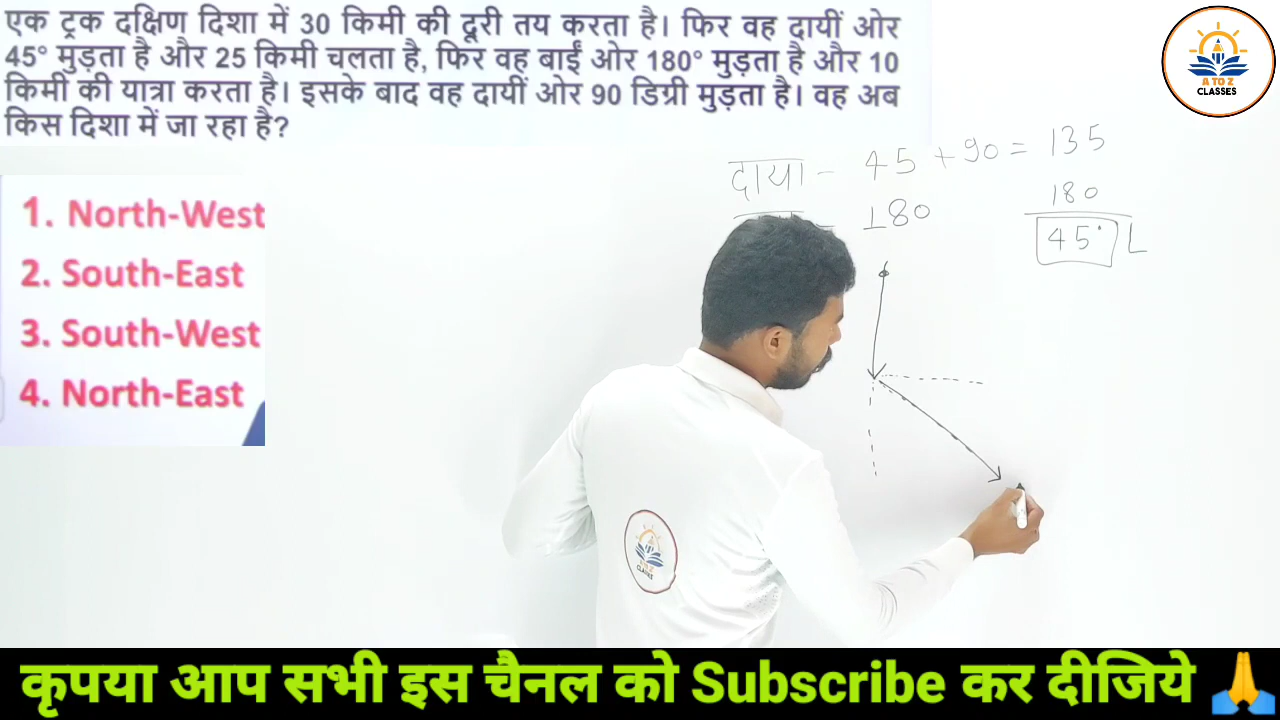 एक ट्रक दक्षिण दिशा में 30 किमी की दूरी तय करता है। फिर वह दायीं ओर
45° मुड़ता है और 25 किमी चलता है, फिर वह बाईं ओर 180° मुड़ता है और 10
किमी की यात्रा करता है। इसके बाद वह दायीं ओर 90 डिग्री मुड़ता है। वह अब
किस दिशा में जा रहा है?
A TO Z
CLASSES
दाया - 45 + 90 = 135
- 180
180
45° L
1. North-West
2. South-East
3. South-West
4. North-East
A TO Z
CLASSES
कृपया आप सभी इस चैनल को Subscribe कर दीजिये 🙏